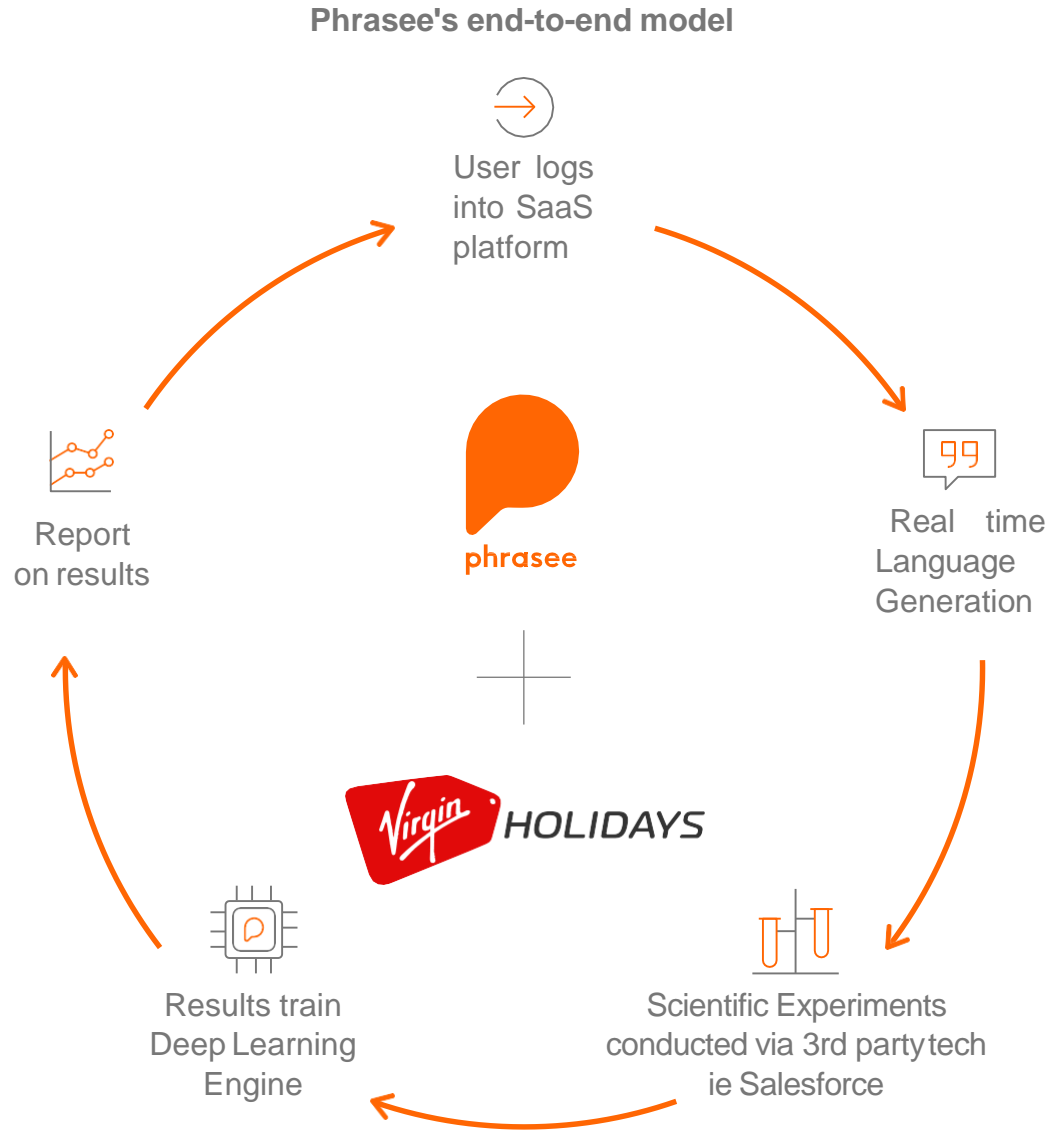 Phrasee's end-to-end model
User logs
into SaaS
platform
Real time
Language
Generation
Scientific Experiments
conducted via 3rd party tech
ie Salesforce
Results train
Deep Learning
Engine
Report
on results
phrasee
Virgin HOLIDAYS